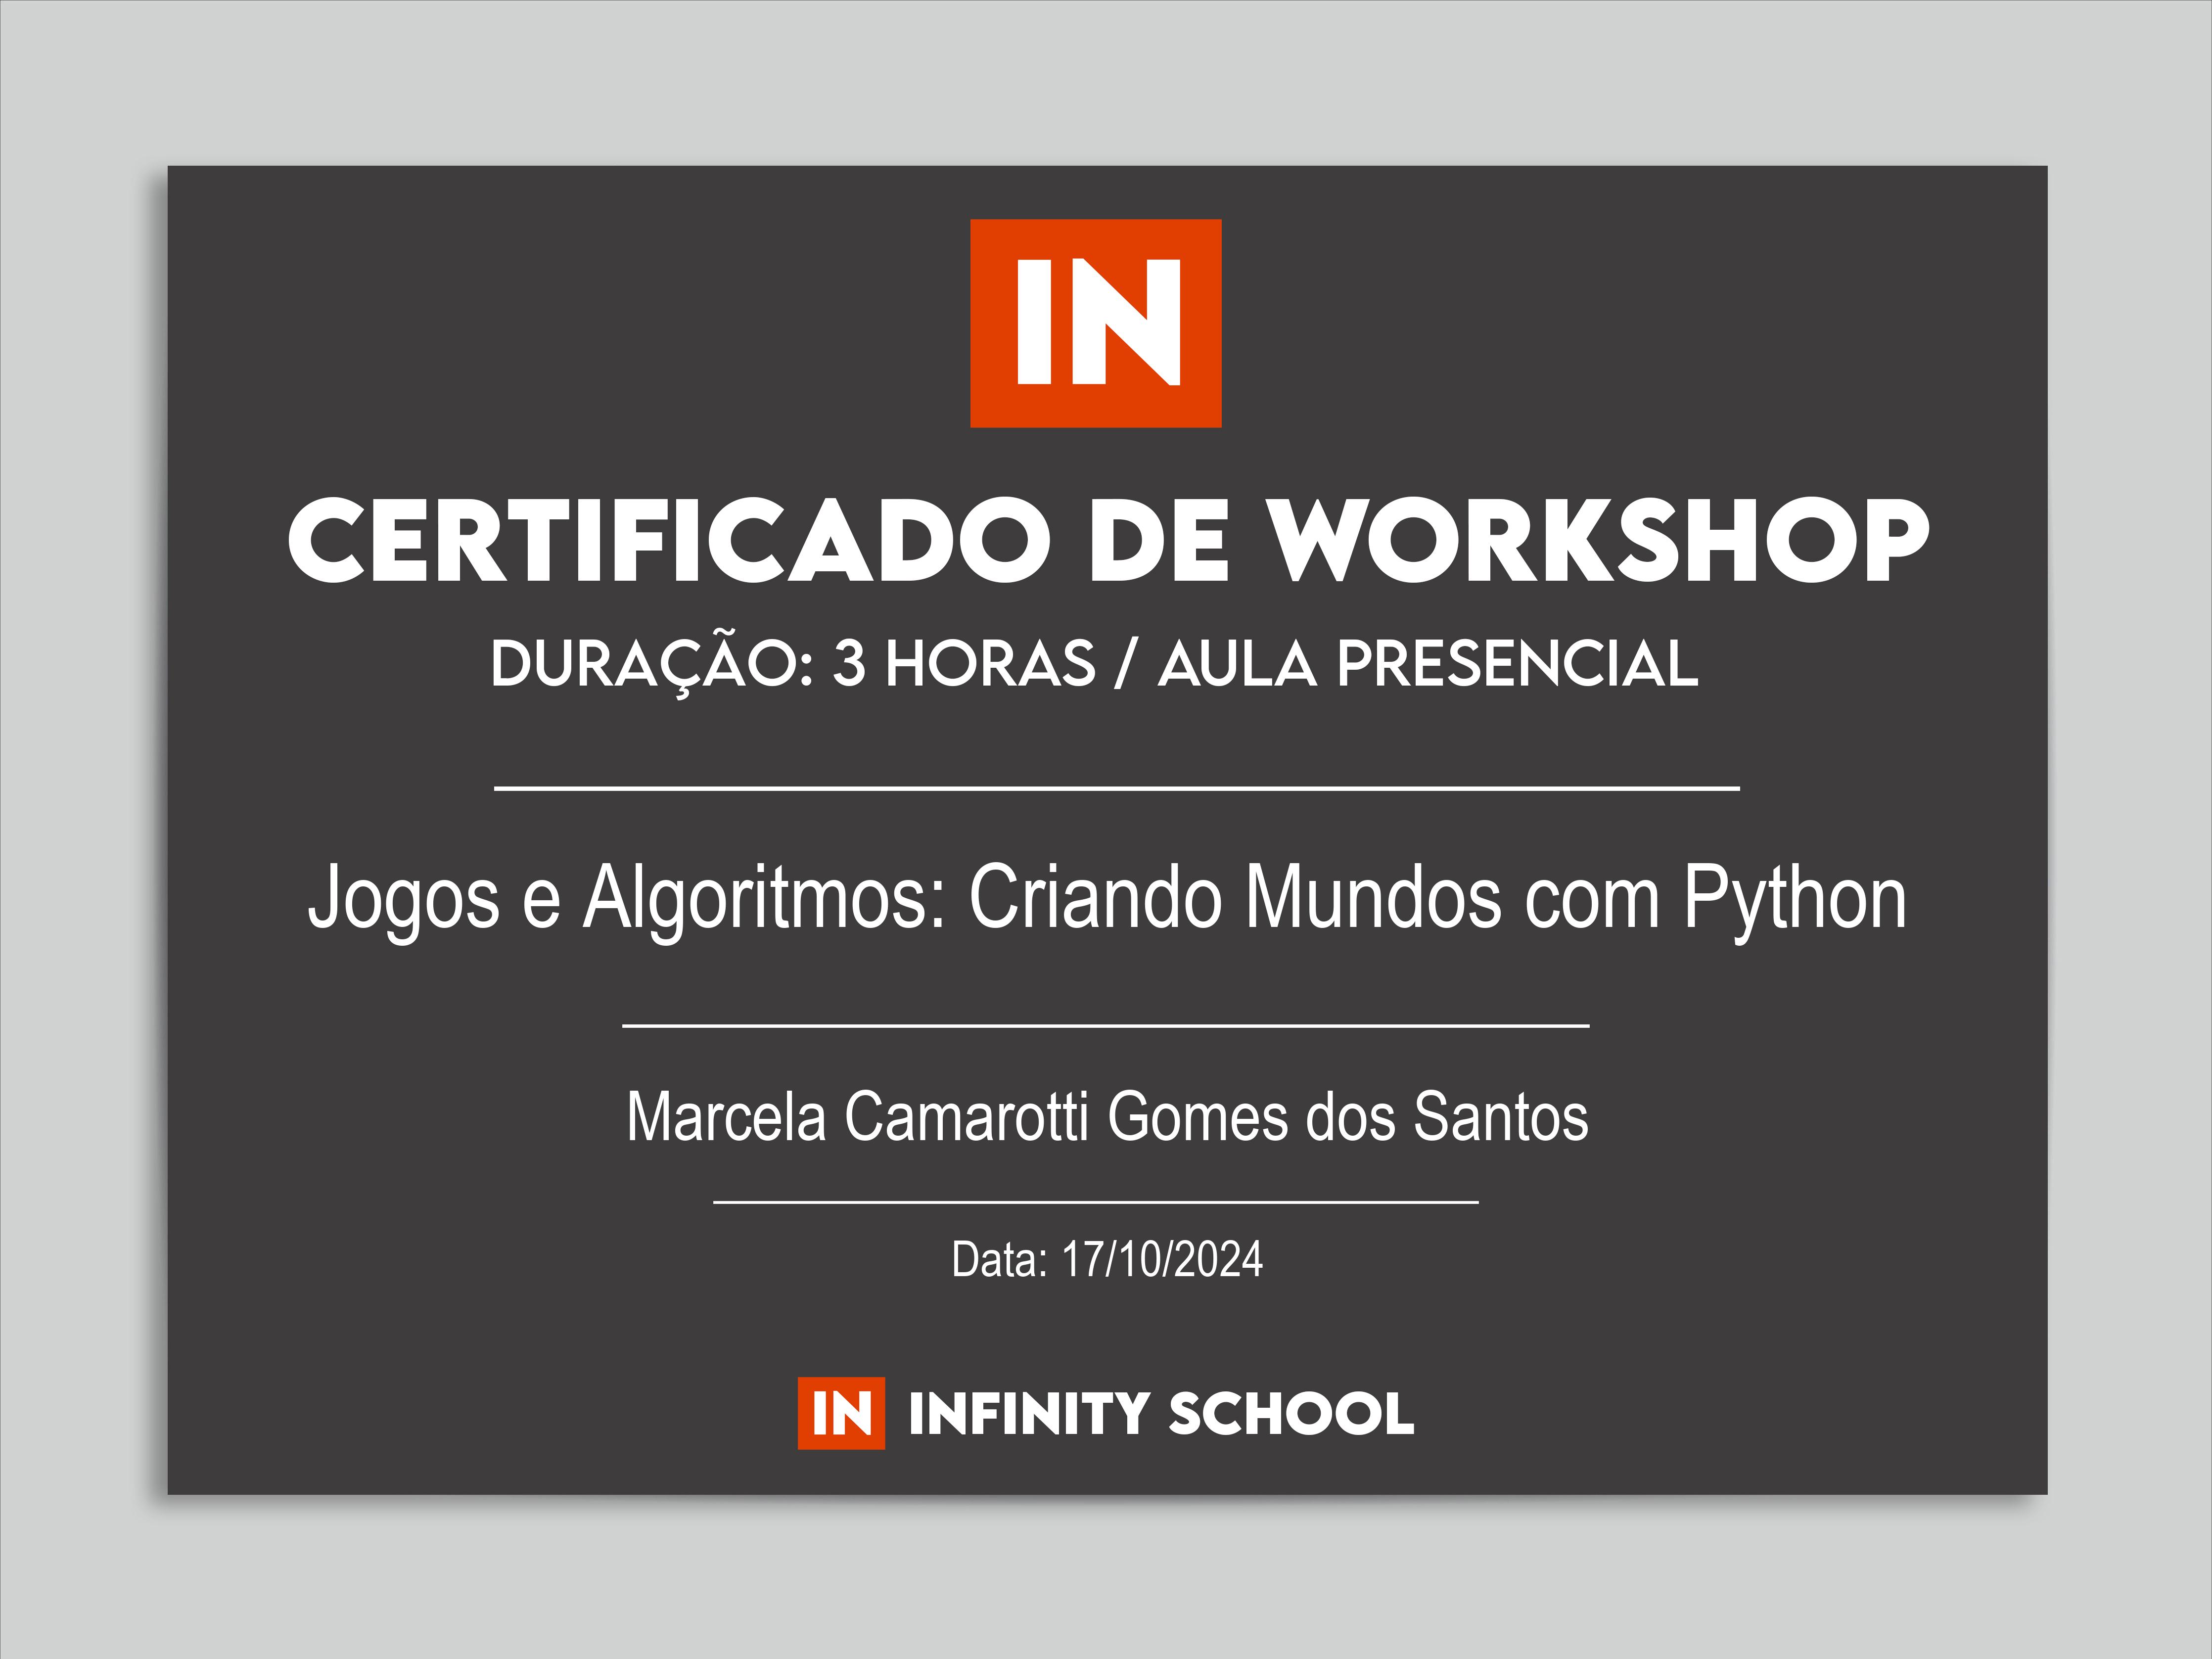 IN
CERTIFICADO DE WORKSHOP
DURAÇÃO: 3 HORAS / AULA PRESENCIAL
Jogos e Algoritmos: Criando Mundos com Python
Marcela Camarotti Gomes dos Santos
Data: 17/10/2024
IN INFINITY SCHOOL